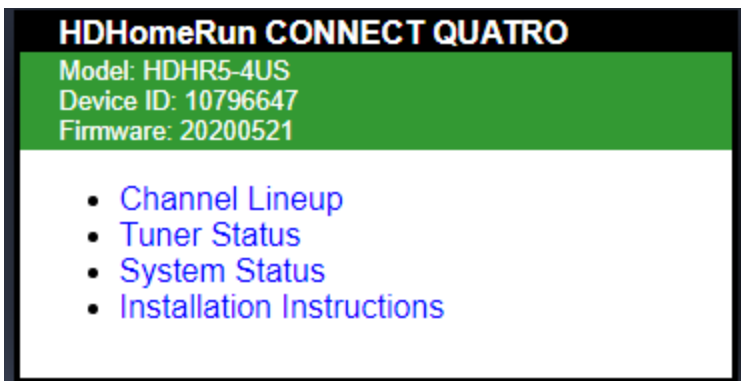 HDHomeRun CONNECT QUATRO
Model: HDHR5-4US
Device ID: 10796647
Firmware: 20200521
Channel Lineup
Tuner Status
System Status
Installation Instructions